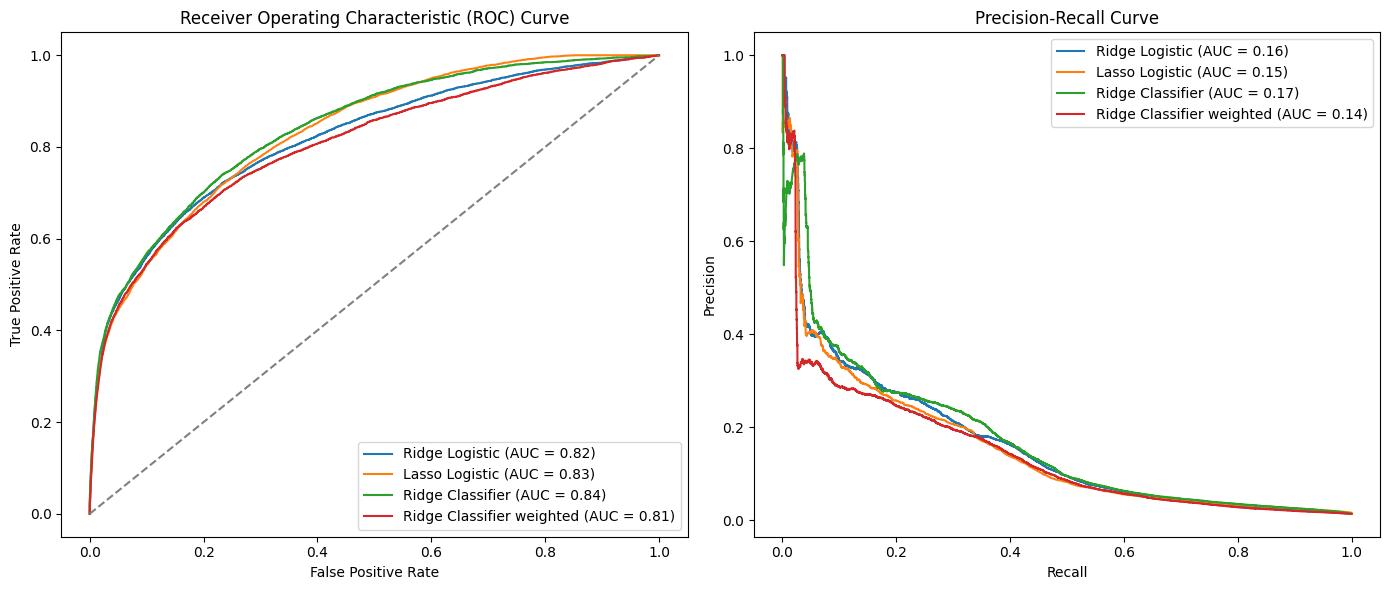 Receiver Operating Characteristic (ROC) Curve
1.0
0.8
0.6
0.4
0.2
0.0
True Positive Rate
0.0 0.2 0.4 0.6 0.8 1.0
False Positive Rate
Ridge Logistic (AUC = 0.82)
Lasso Logistic (AUC = 0.83)
Ridge Classifier (AUC = 0.84)
Ridge Classifier weighted (AUC = 0.81)
Precision-Recall Curve
1.0
0.8
0.6
0.4
0.2
0.0
Precision
0.0 0.2 0.4 0.6 0.8 1.0
Recall
Ridge Logistic (AUC = 0.16)
Lasso Logistic (AUC = 0.15)
Ridge Classifier (AUC = 0.17)
Ridge Classifier weighted (AUC = 0.14)